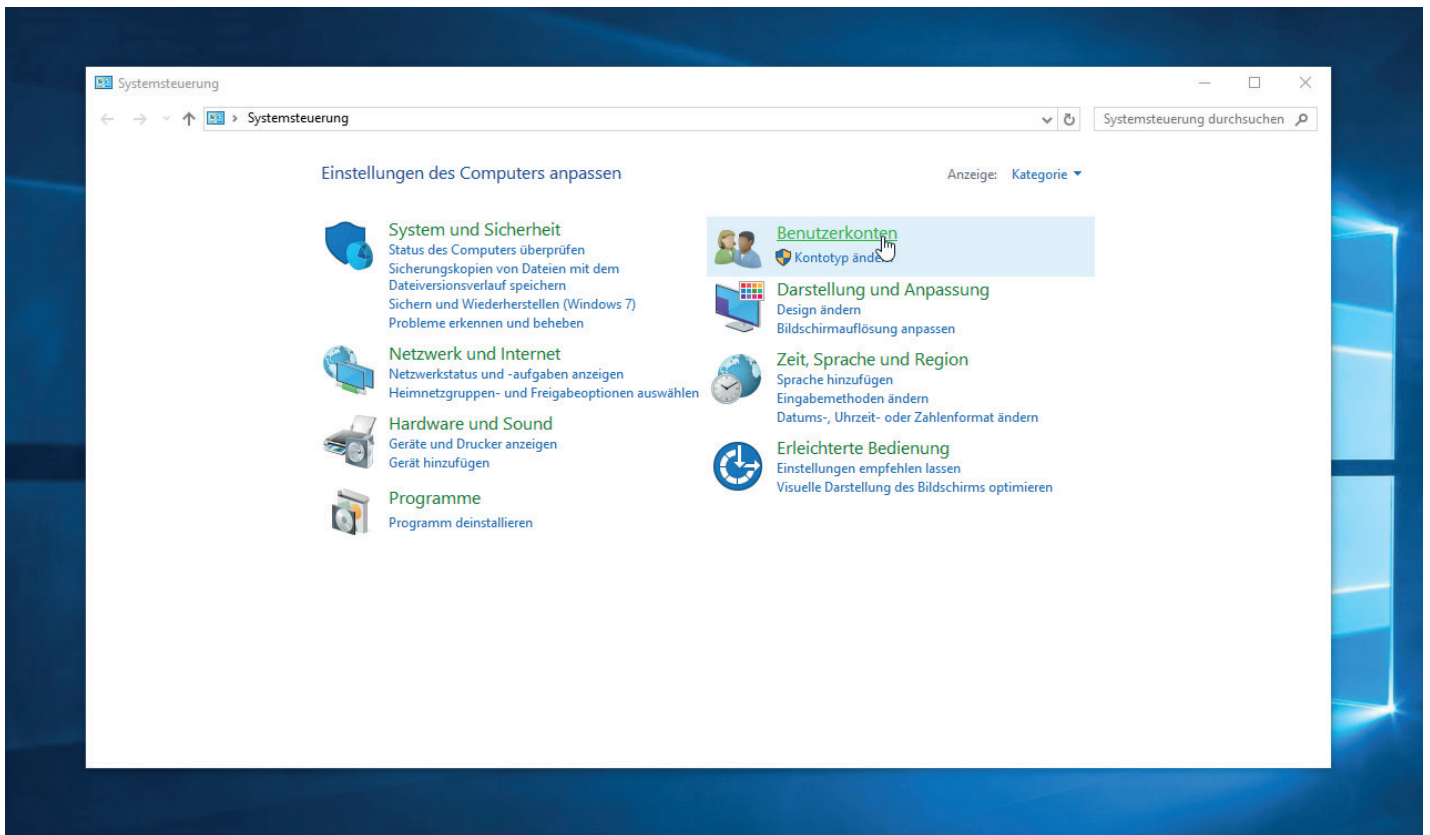 Systemsteuerung
Systemsteuerung
Systemsteuerung durchsuchen
Einstellungen des Computers anpassen
Anzeige: Kategorie
System und Sicherheit
Status des Computers überprüfen
Sicherungskopien von Dateien mit dem
Dateiversionsverlauf speichern
Sichern und Wiederherstellen (Windows 7)
Probleme erkennen und beheben
Netzwerk und Internet
Netzwerkstatus und -aufgaben anzeigen
Heimnetzgruppen- und Freigabeoptionen auswählen
Hardware und Sound
Geräte und Drucker anzeigen
Gerät hinzufügen
Programme
Programm deinstallieren
Benutzerkonten
Kontotyp ändern
Darstellung und Anpassung
Design ändern
Bildschirmauflösung anpassen
Zeit, Sprache und Region
Sprache hinzufügen
Eingabemethoden ändern
Datums-, Uhrzeit- oder Zahlenformat ändern
Erleichterte Bedienung
Einstellungen empfehlen lassen
Visuelle Darstellung des Bildschirms optimieren